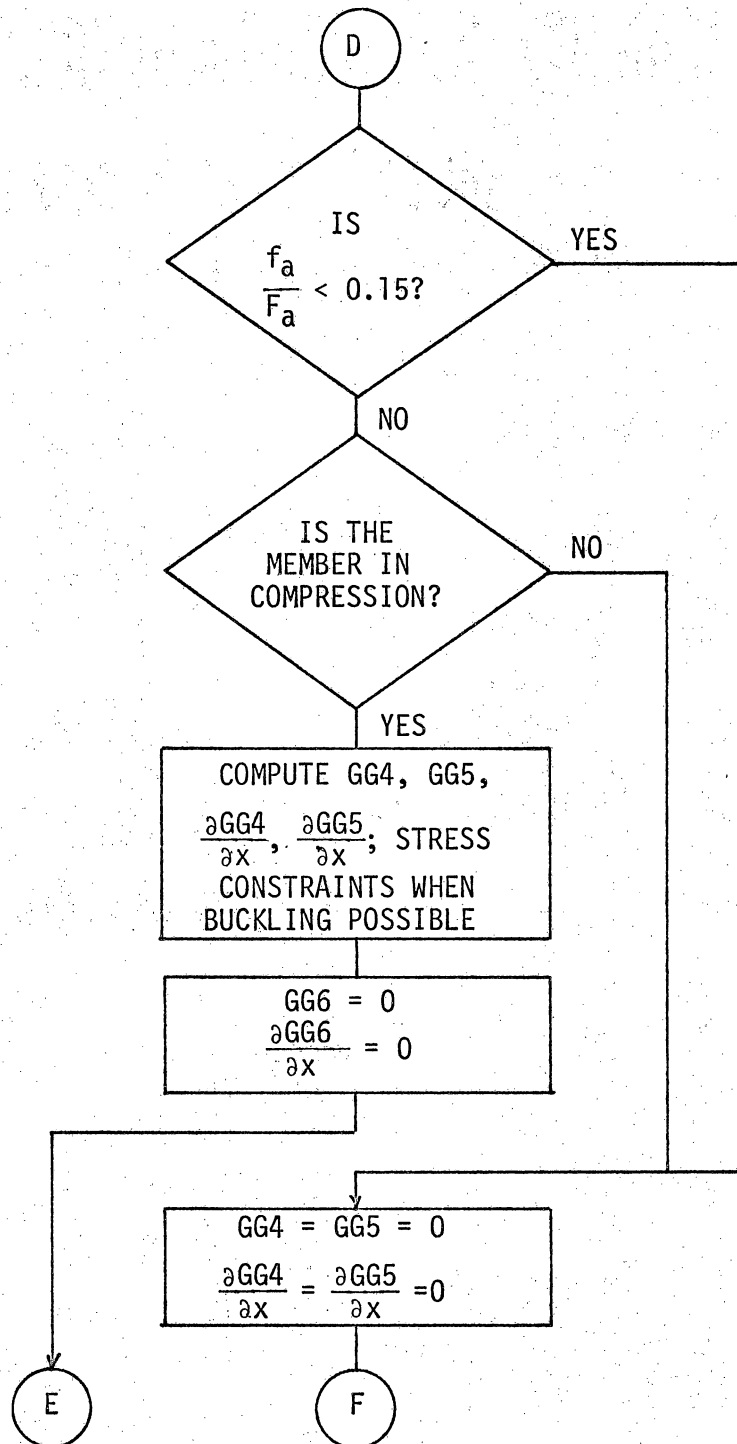 D
IS
YES
f_a
F_a
< 0.15?
NO
IS THE
MEMBER IN
COMPRESSION?
NO
YES
COMPUTE GG4, GG5,
∂GG4/∂x, ∂GG5/∂x; STRESS
CONSTRAINTS WHEN
BUCKLING POSSIBLE
GG6 = 0
∂GG6/∂x = 0
GG4 = GG5 = 0
∂GG4/∂x = ∂GG5/∂x =0
E
F